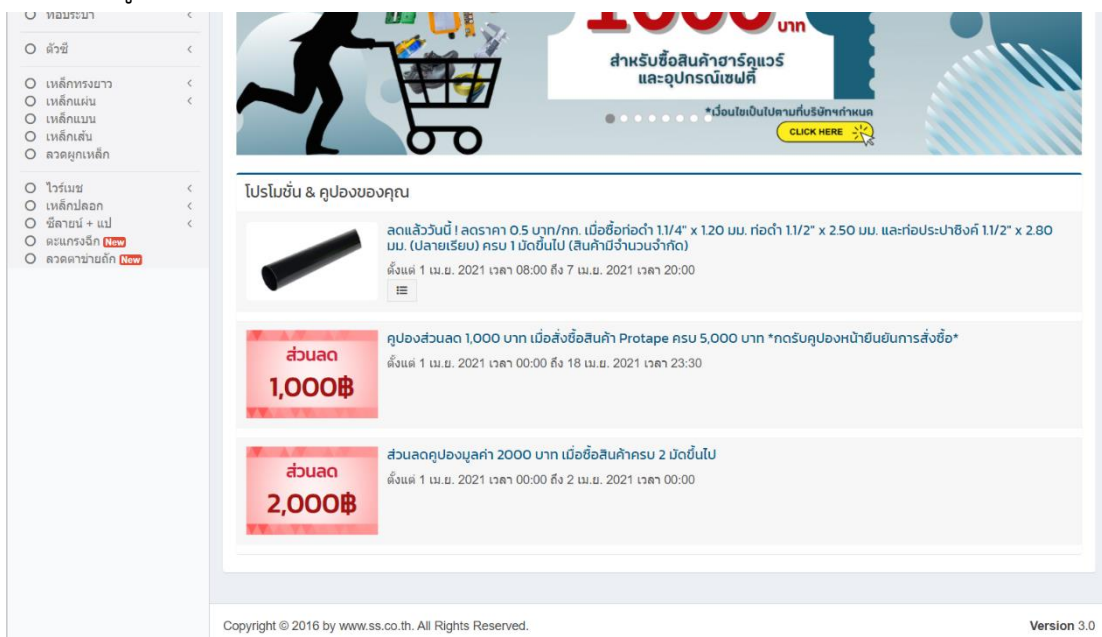 ท่อประปา
ตัวซี
เหล็กทรงยาว
เหล็กแผ่น
เหล็กแบน
เหล็กเส้น
ลวดผูกเหล็ก
ไวร์เมช
เหล็กปลอก
ซีลายน์ + แป
ตะแกรงฉีก New
ลวดตาข่ายถัก New
1000 บาท
สำหรับซื้อสินค้าฮาร์ดแวร์
และอุปกรณ์เซฟตี้
*เงื่อนไขเป็นไปตามที่บริษัทฯกำหนด
CLICK HERE
โปรโมชั่น & คูปองของคุณ
ลดแล้ววันนี้ ! ลดราคา 0.5 บาท/กก. เมื่อซื้อท่อดำ 1.1/4" x 1.20 มม. ท่อดำ 1.1/2" x 2.50 มม. และท่อประปาซิงค์ 1.1/2" x 2.80
มม. (ปลายเรียบ) ครบ 1 มัดขึ้นไป (สินค้ามีจำนวนจำกัด)
ตั้งแต่ 1 เม.ย. 2021 เวลา 08:00 ถึง 7 เม.ย. 2021 เวลา 20:00
ส่วนลด
1,000฿
คูปองส่วนลด 1,000 บาท เมื่อสั่งซื้อสินค้า Protape ครบ 5,000 บาท *กดรับคูปองหน้ายืนยันการสั่งซื้อ*
ตั้งแต่ 1 เม.ย. 2021 เวลา 00:00 ถึง 18 เม.ย. 2021 เวลา 23:30
ส่วนลด
2,000฿
ส่วนลดคูปองมูลค่า 2000 บาท เมื่อซื้อสินค้าครบ 2 มัดขึ้นไป
ตั้งแต่ 1 เม.ย. 2021 เวลา 00:00 ถึง 2 เม.ย. 2021 เวลา 00:00
Copyright © 2016 by www.ss.co.th. All Rights Reserved.
Version 3.0